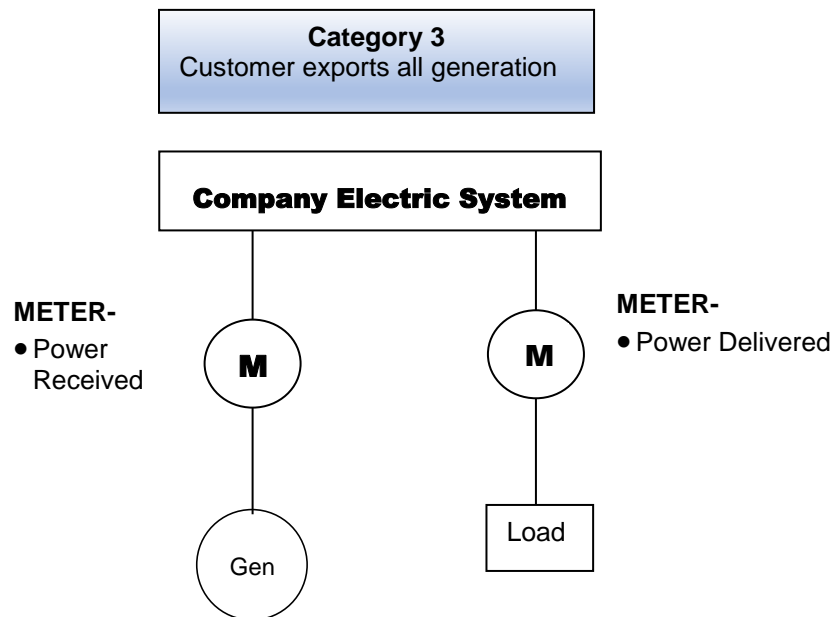 Category 3
Customer exports all generation
Company Electric System
METER-
• Power
Received
M
METER-
• Power Delivered
M
Gen
Load